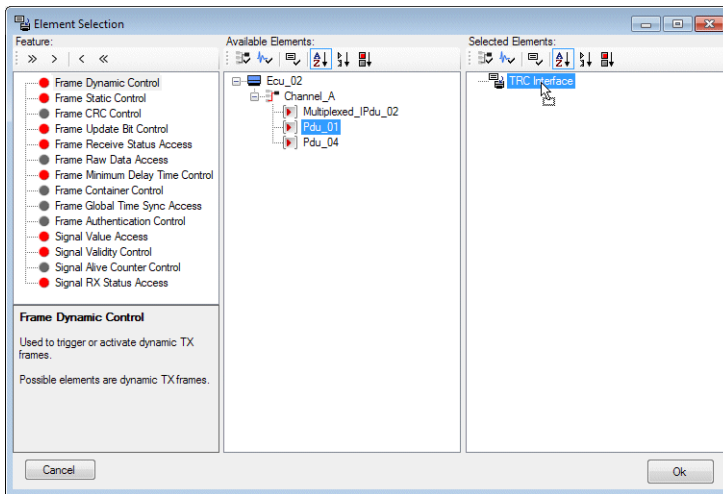 Element Selection
Feature:
Available Elements:
Selected Elements:
Frame Dynamic Control
Frame Static Control
Frame CRC Control
Frame Update Bit Control
Frame Receive Status Access
Frame Raw Data Access
Frame Minimum Delay Time Control
Frame Container Control
Frame Global Time Sync Access
Frame Authentication Control
Signal Value Access
Signal Validity Control
Signal Alive Counter Control
Signal RX Status Access
Ecu_02
Channel_A
Multiplexed_IPdu_02
Pdu_01
Pdu_04
TRC Interface
Frame Dynamic Control
Used to trigger or activate dynamic TX
frames.
Possible elements are dynamic TX frames.
Cancel
Ok